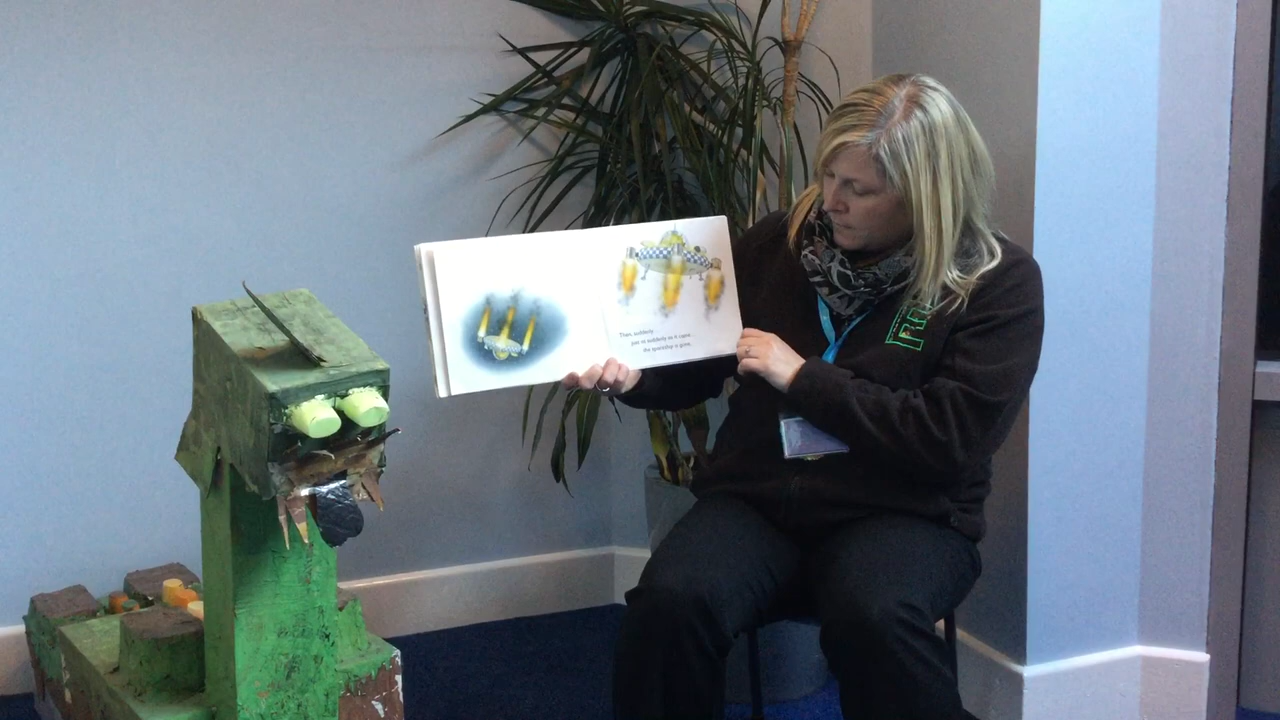 Then, suddenly...
just as suddenly as it came...
the spaceship is gone.